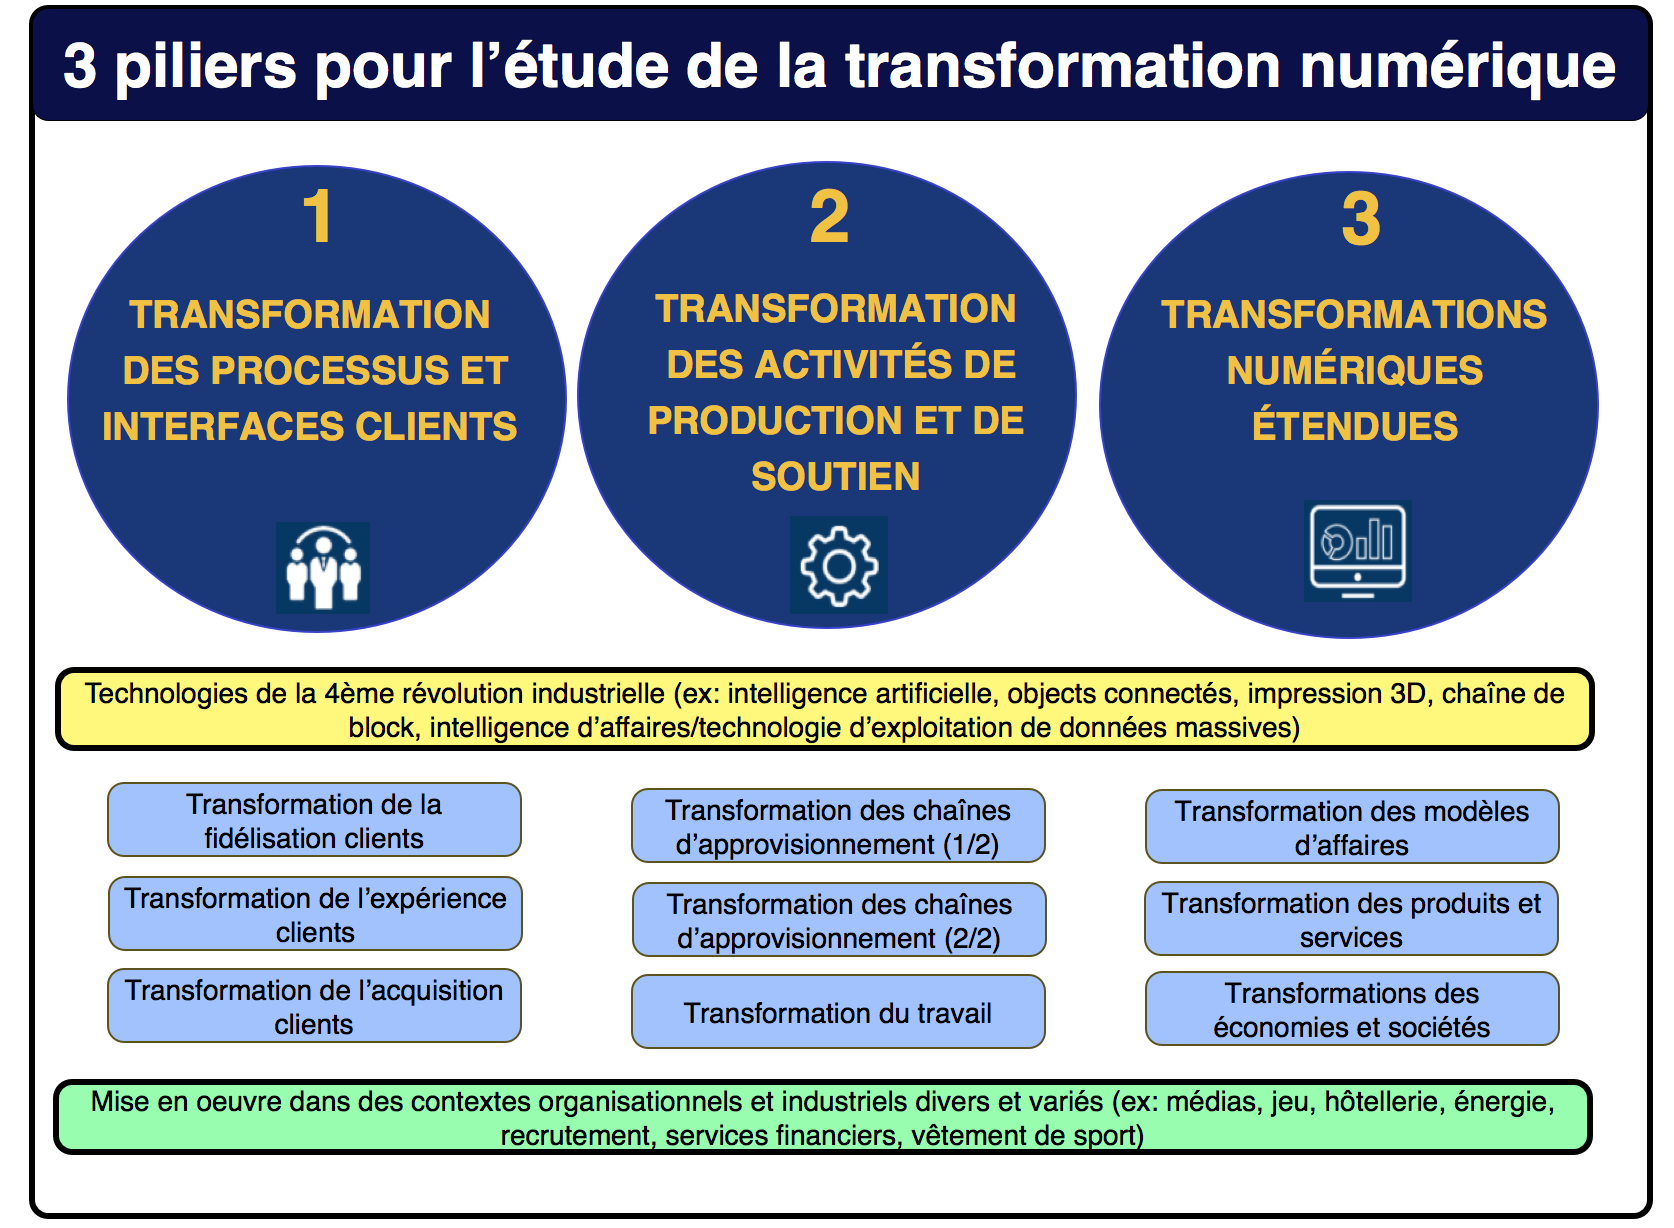 3 piliers pour l’étude de la transformation numérique
1
TRANSFORMATION
DES PROCESSUS ET
INTERFACES CLIENTS
2
TRANSFORMATION
DES ACTIVITÉS DE
PRODUCTION ET DE
SOUTIEN
3
TRANSFORMATIONS
NUMÉRIQUES
ÉTENDUES
Technologies de la 4ème révolution industrielle (ex: intelligence artificielle, objects connectés, impression 3D, chaîne de
block, intelligence d’affaires/technologie d’exploitation de données massives)
Transformation de la
fidélisation clients
Transformation de l’expérience
clients
Transformation de l’acquisition
clients
Transformation des chaînes
d’approvisionnement (1/2)
Transformation des chaînes
d’approvisionnement (2/2)
Transformation du travail
Transformation des modèles
d’affaires
Transformation des produits et
services
Transformations des
économies et sociétés
Mise en oeuvre dans des contextes organisationnels et industriels divers et variés (ex: médias, jeu, hôtellerie, énergie,
recrutement, services financiers, vêtement de sport)